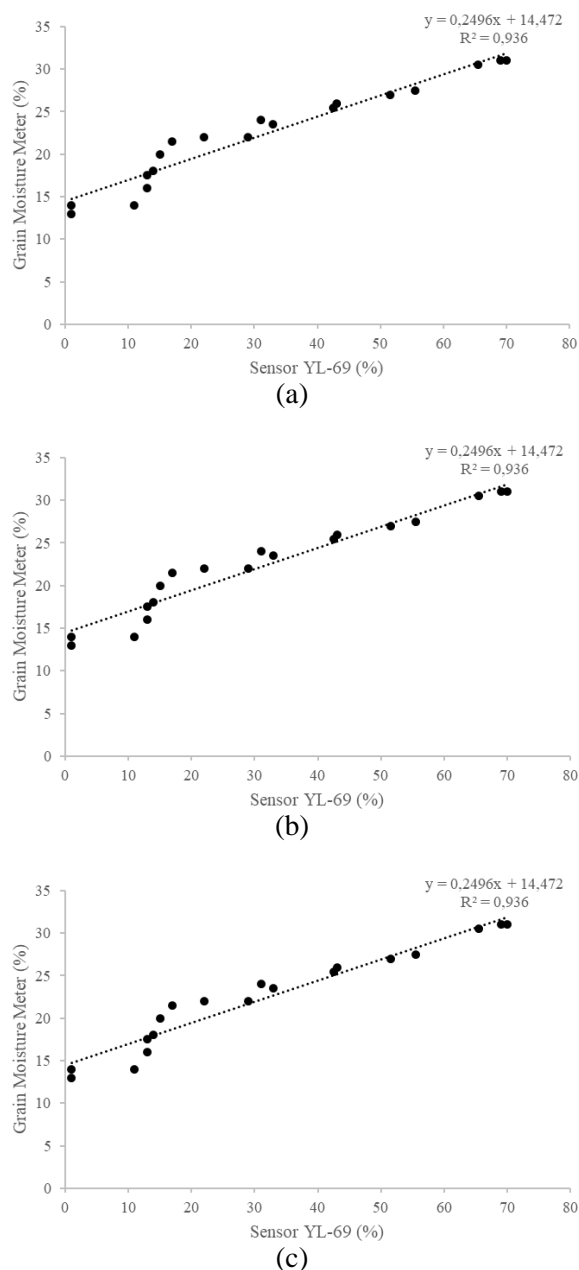 y = 0,2496x + 14,472
R² = 0,936
35
30
25
20
15
10
5
0
Grain Moisture Meter (%)
0 10 20 30 40 50 60 70 80
Sensor YL-69 (%)
(a)
y = 0,2496x + 14,472
R² = 0,936
35
30
25
20
15
10
5
0
Grain Moisture Meter (%)
0 10 20 30 40 50 60 70 80
Sensor YL-69 (%)
(b)
y = 0,2496x + 14,472
R² = 0,936
35
30
25
20
15
10
5
0
Grain Moisture Meter (%)
0 10 20 30 40 50 60 70 80
Sensor YL-69 (%)
(c)